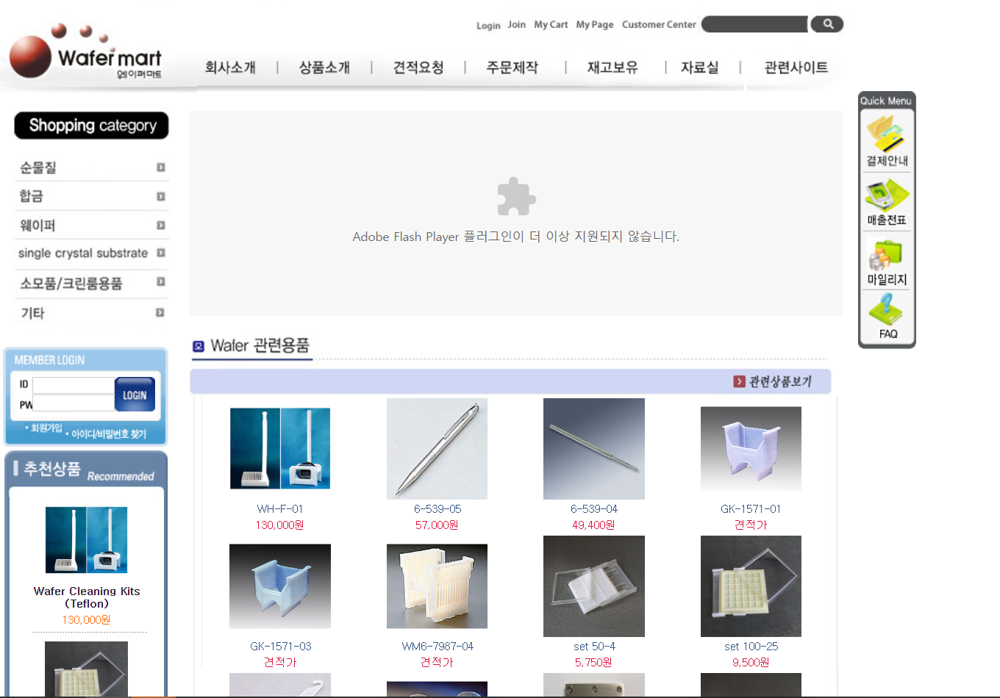 Login Join My Cart My Page Customer Center
Wafermart
웨이퍼마트
회사소개 | 상품소개 | 견적요청 | 주문제작 | 재고보유 | 자료실 | 관련사이트
Shopping category
순물질
합금
웨이퍼
single crystal substrate
소모품/크린룸용품
기타
Adobe Flash Player 플러그인이 더 이상 지원되지 않습니다.
Quick Menu
결제안내
매출전표
마일리지
FAQ
MEMBER LOGIN
ID
PW
LOGIN
• 회원가입
• 아이디/비밀번호 찾기
추천상품 Recommended
Wafer Cleaning Kits
(Teflon)
130,000원
Wafer 관련용품
관련상품보기
WH-F-01 6-539-05 6-539-04 GK-1571-01
130,000원 57,000원 49,400원 견적가
GK-1571-03 WM6-7987-04 set 50-4 set 100-25
견적가 견적가 5,750원 9,500원